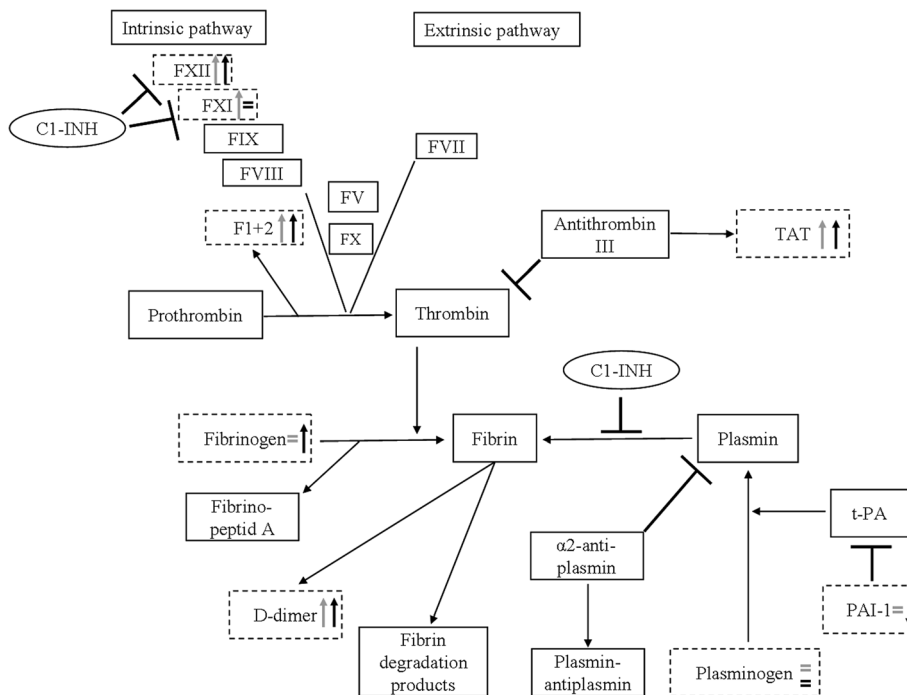 Intrinsic pathway
Extrinsic pathway
FXII
FXI =
C1-INH
FIX
FVII
FVIII
FV
F1+2
FX
Antithrombin
III
TAT
Prothrombin
Thrombin
C1-INH
Fibrinogen=
Fibrin
Plasmin
Fibrino-
peptid A
t-PA
α2-anti-
plasmin
D-dimer
PAI-1=
Fibrin
degradation
products
Plasmin-
antiplasmin
Plasminogen =
=